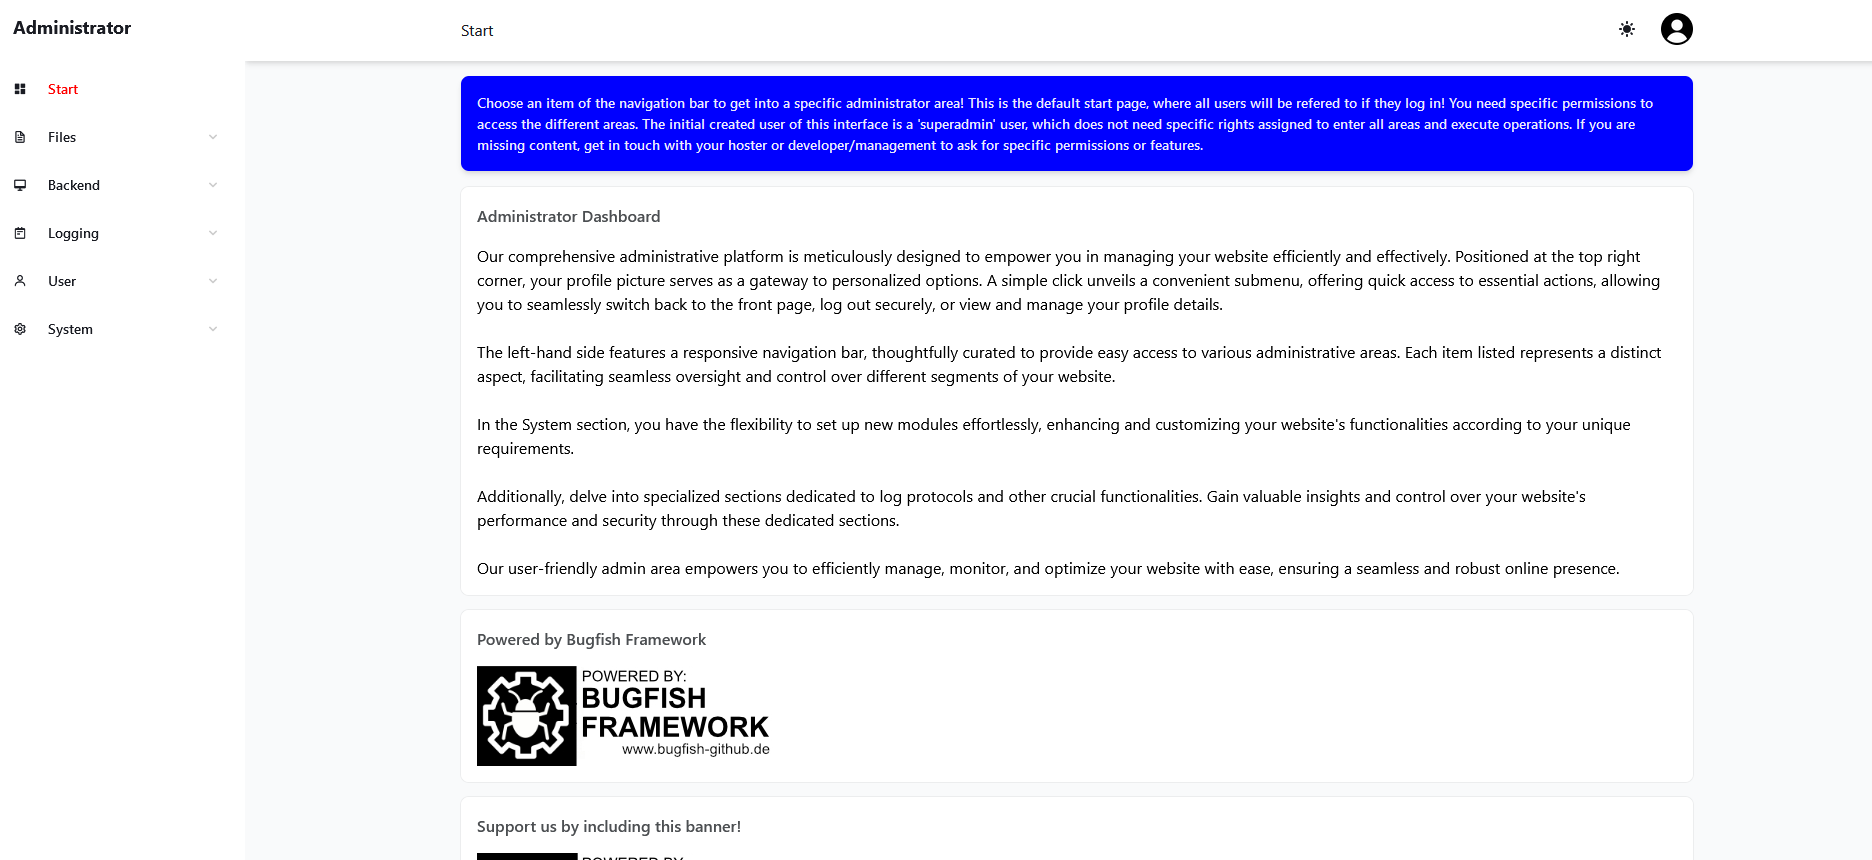 Administrator
Start
Start
Files
Backend
Logging
User
System
Choose an item of the navigation bar to get into a specific administrator area! This is the default start page, where all users will be refered to if they log in! You need specific permissions to
access the different areas. The initial created user of this interface is a 'superadmin' user, which does not need specific rights assigned to enter all areas and execute operations. If you are
missing content, get in touch with your hoster or developer/management to ask for specific permissions or features.
Administrator Dashboard
Our comprehensive administrative platform is meticulously designed to empower you in managing your website efficiently and effectively. Positioned at the top right
corner, your profile picture serves as a gateway to personalized options. A simple click unveils a convenient submenu, offering quick access to essential actions, allowing
you to seamlessly switch back to the front page, log out securely, or view and manage your profile details.
The left-hand side features a responsive navigation bar, thoughtfully curated to provide easy access to various administrative areas. Each item listed represents a distinct
aspect, facilitating seamless oversight and control over different segments of your website.
In the System section, you have the flexibility to set up new modules effortlessly, enhancing and customizing your website's functionalities according to your unique
requirements.
Additionally, delve into specialized sections dedicated to log protocols and other crucial functionalities. Gain valuable insights and control over your website's
performance and security through these dedicated sections.
Our user-friendly admin area empowers you to efficiently manage, monitor, and optimize your website with ease, ensuring a seamless and robust online presence.
Powered by Bugfish Framework
POWERED BY:
BUGFISH
FRAMEWORK
www.bugfish-github.de
Support us by including this banner!